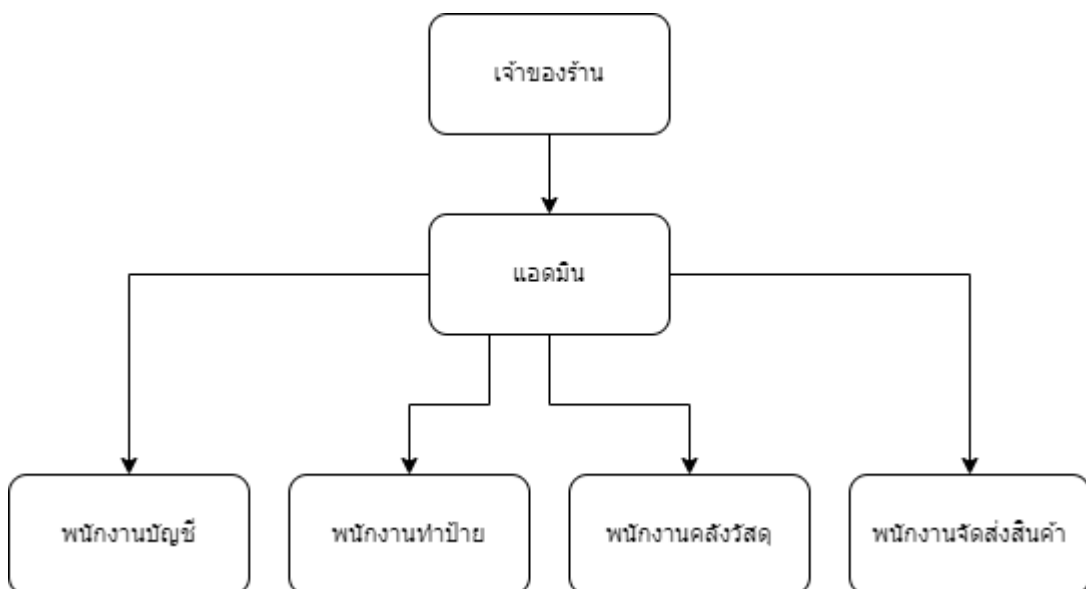 เจ้าของร้าน
แอดมิน
พนักงานบัญชี
พนักงานทำป้าย
พนักงานคลังวัสดุ
พนักงานจัดส่งสินค้า